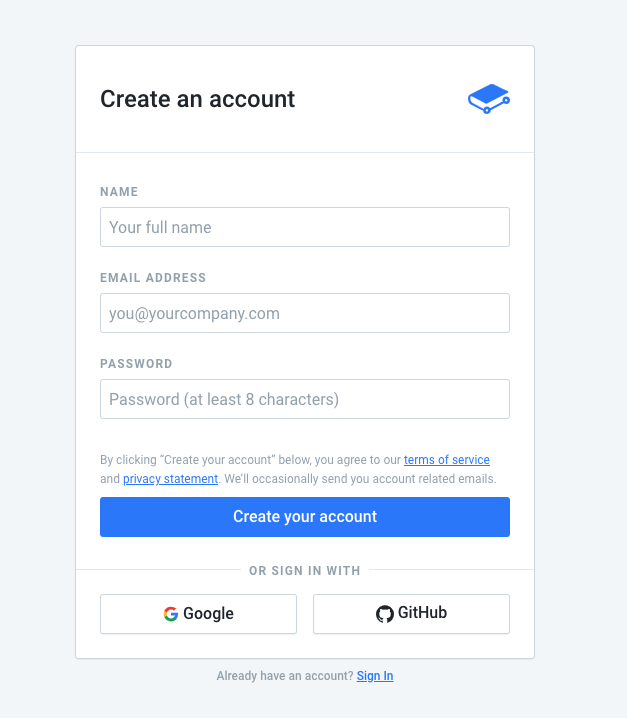 Create an account
NAME
Your full name
EMAIL ADDRESS
you@yourcompany.com
PASSWORD
Password (at least 8 characters)
By clicking “Create your account” below, you agree to our terms of service
and privacy statement. We’ll occasionally send you account related emails.
Create your account
OR SIGN IN WITH
Google
GitHub
Already have an account? Sign In